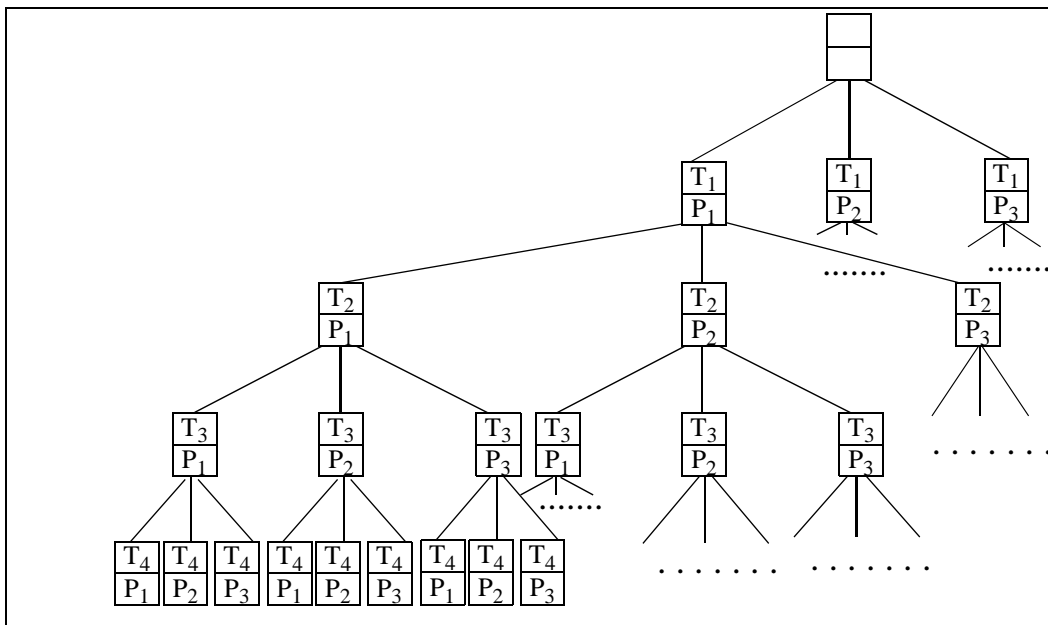 T1 T1 T1
P1 P2 P3
.......
.......
T2 T2 T2
P1 P2 P3
T3 T3 T3 T3 T3 T3
P1 P2 P3 P1 P2 P3
. . . . . . .
.......
T4 T4 T4 T4 T4 T4 T4 T4 T4
P1 P2 P3 P1 P2 P3 P1 P2 P3
. . . . . . .
. . . . . . .